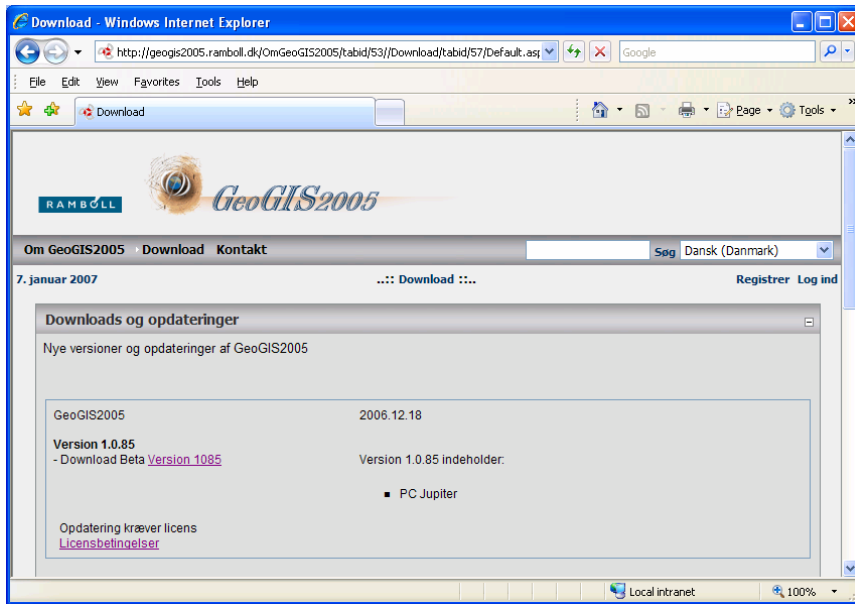 Download - Windows Internet Explorer
http://geogis2005.ramboll.dk/OmGeoGIS2005/tabid/53//Download/tabid/57/Default.asp
Google
File Edit View Favorites Tools Help
Download
Page Tools »
RAMBOLL GeoGIS2005
Om GeoGIS2005 Download Kontakt Søg Dansk (Danmark)
7. januar 2007 ..:: Download ::.. Registrer Log ind
Downloads og opdateringer
Nye versioner og opdateringer af GeoGIS2005
GeoGIS2005 2006.12.18
Version 1.0.85
- Download Beta Version 1085 Version 1.0.85 indeholder:
▪ PC Jupiter
Opdatering kræver licens
Licensbetingelser
Local intranet 100%